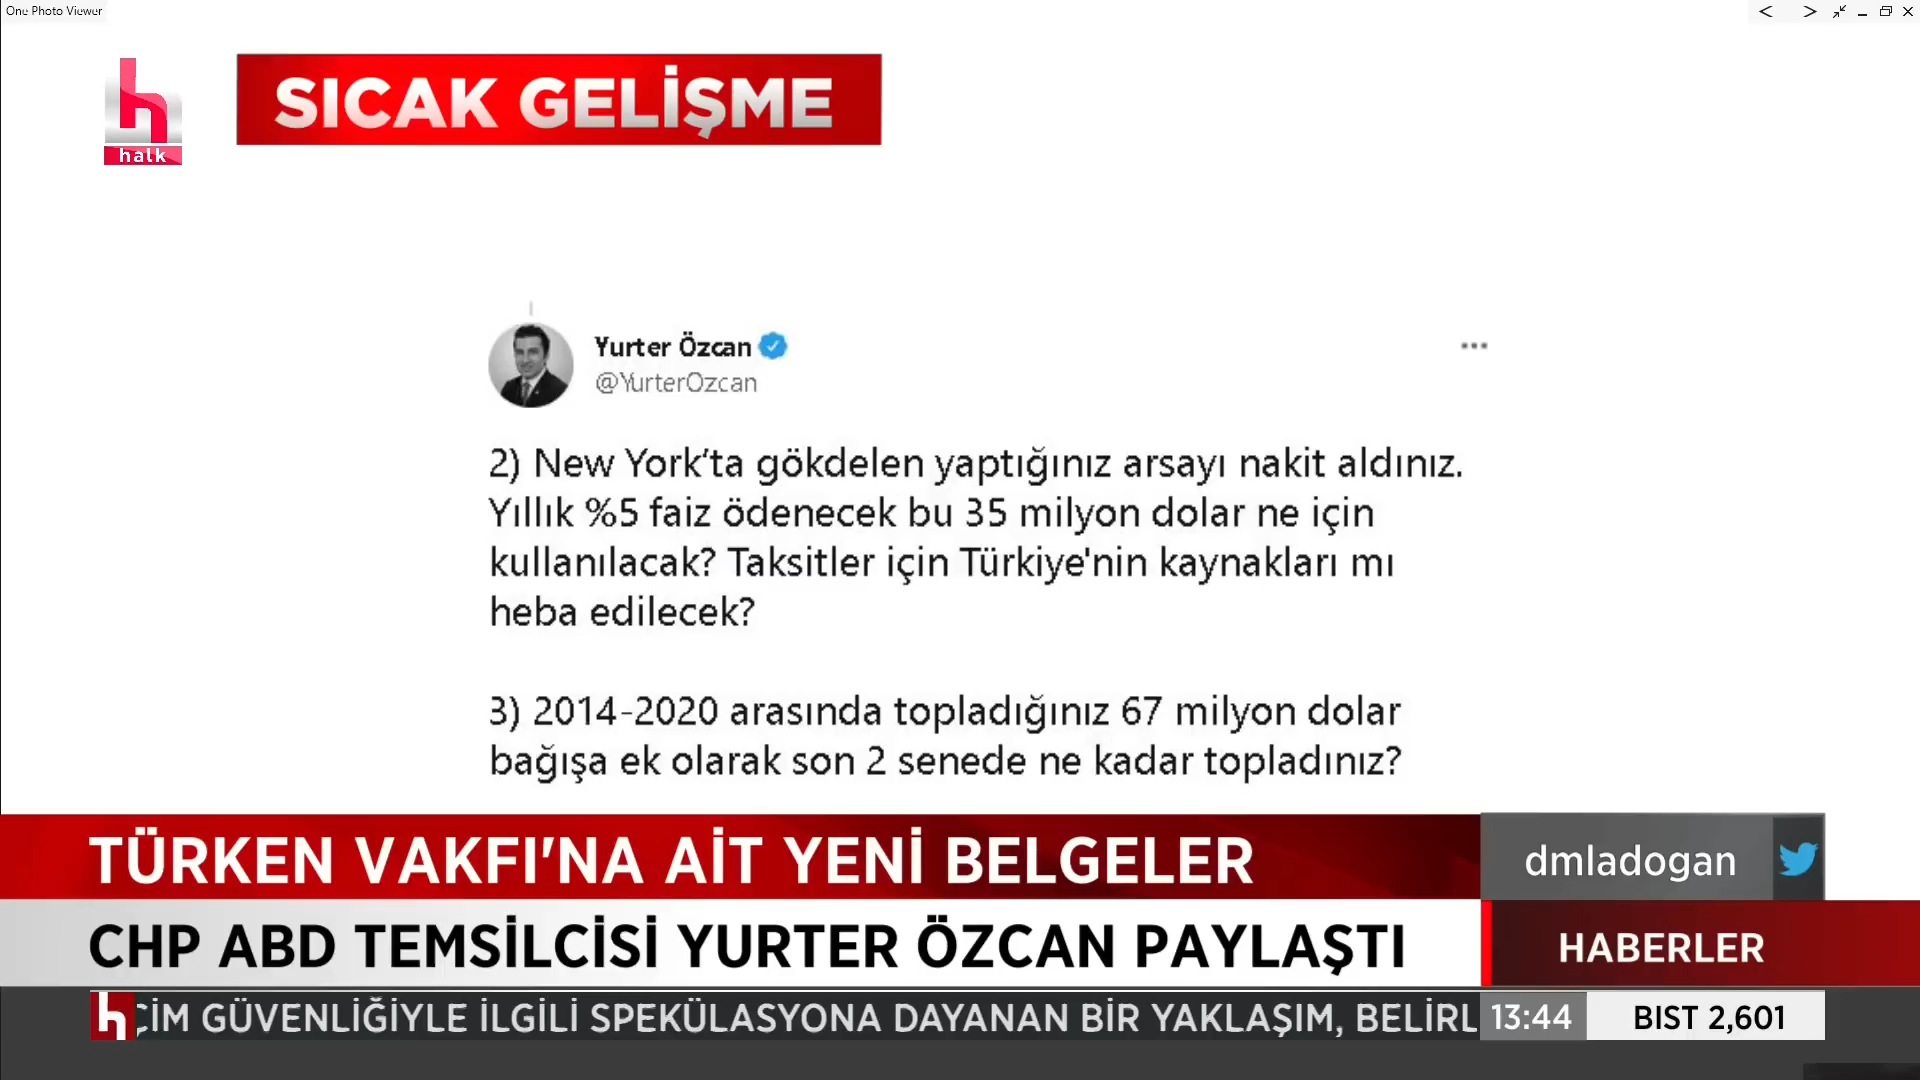 One Photo Viewer
SICAK GELİŞME
halk
Yurter Özcan
@YurterOzcan
2) New York'ta gökdelen yaptığınız arsayı nakit aldınız.
Yıllık %5 faiz ödenecek bu 35 milyon dolar ne için
kullanılacak? Taksitler için Türkiye'nin kaynakları mı
heba edilecek?
3) 2014-2020 arasında topladığınız 67 milyon dolar
bağışa ek olarak son 2 senede ne kadar topladınız?
TÜRKEN VAKFI'NA AİT YENİ BELGELER
dmladogan
CHP ABD TEMSİLCİSİ YURTER ÖZCAN PAYLAŞTI
HABERLER
ÇİM GÜVENLİĞİYLE İLGİLİ SPEKÜLASYONA DAYANAN BİR YAKLAŞIM, BELİRL
13:44
BIST 2,601